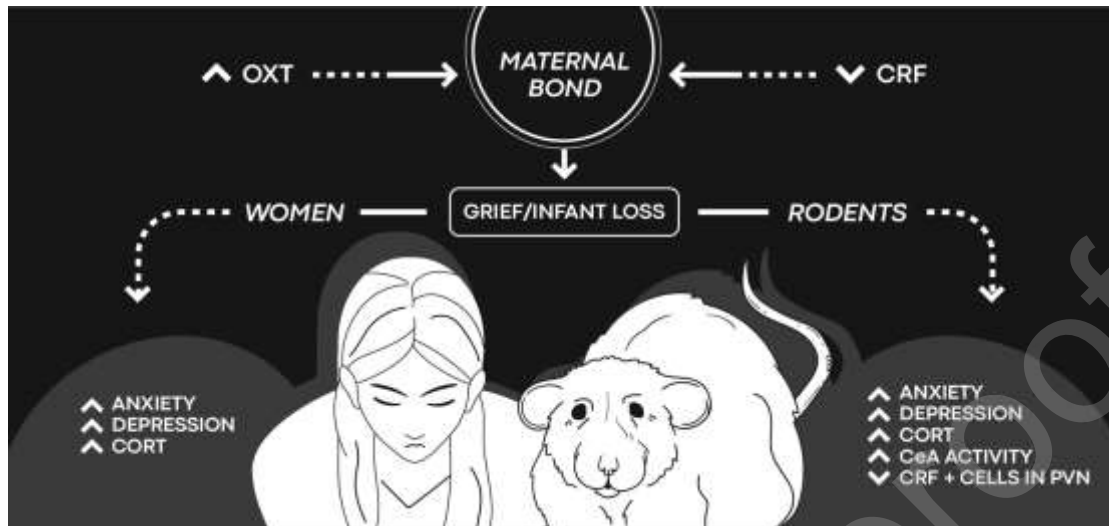 MATERNAL
BOND
OXT
CRF
WOMEN
GRIEF/INFANT LOSS
RODENTS
ANXIETY
DEPRESSION
CORT
ANXIETY
DEPRESSION
CORT
CeA ACTIVITY
CRF + CELLS IN PVN